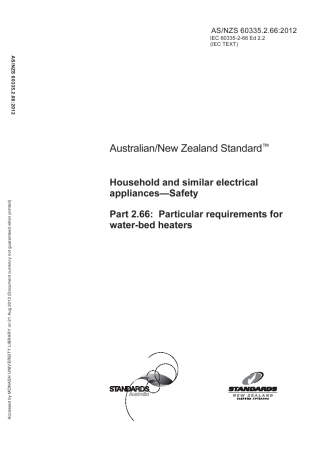 AS/NZS 60335.2.66:2012
IEC 60335-2-66 Ed 2.2
(IEC TEXT)
AS/NZS 60335.2.66:2012
Australian/New Zealand Standard™
Household and similar electrical
appliances—Safety
Part 2.66: Particular requirements for
water-bed heaters
Accessed by MONASH UNIVERSITY LIBRARY on 21 Aug 2013 (Document currency not guaranteed when printed)
STANDARDS
Australia
STANDARDS
NEW ZEALAND